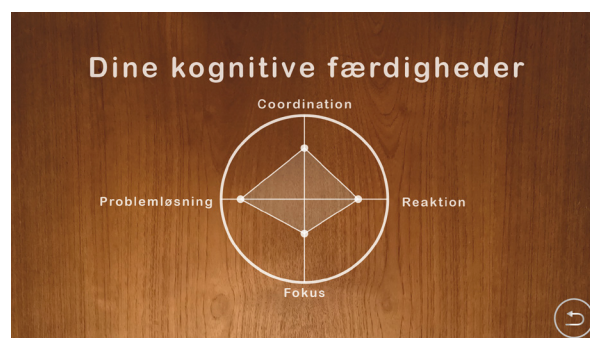 Dine kognitive færdigheder
Coordination
Problemløsning
Reaktion
Fokus